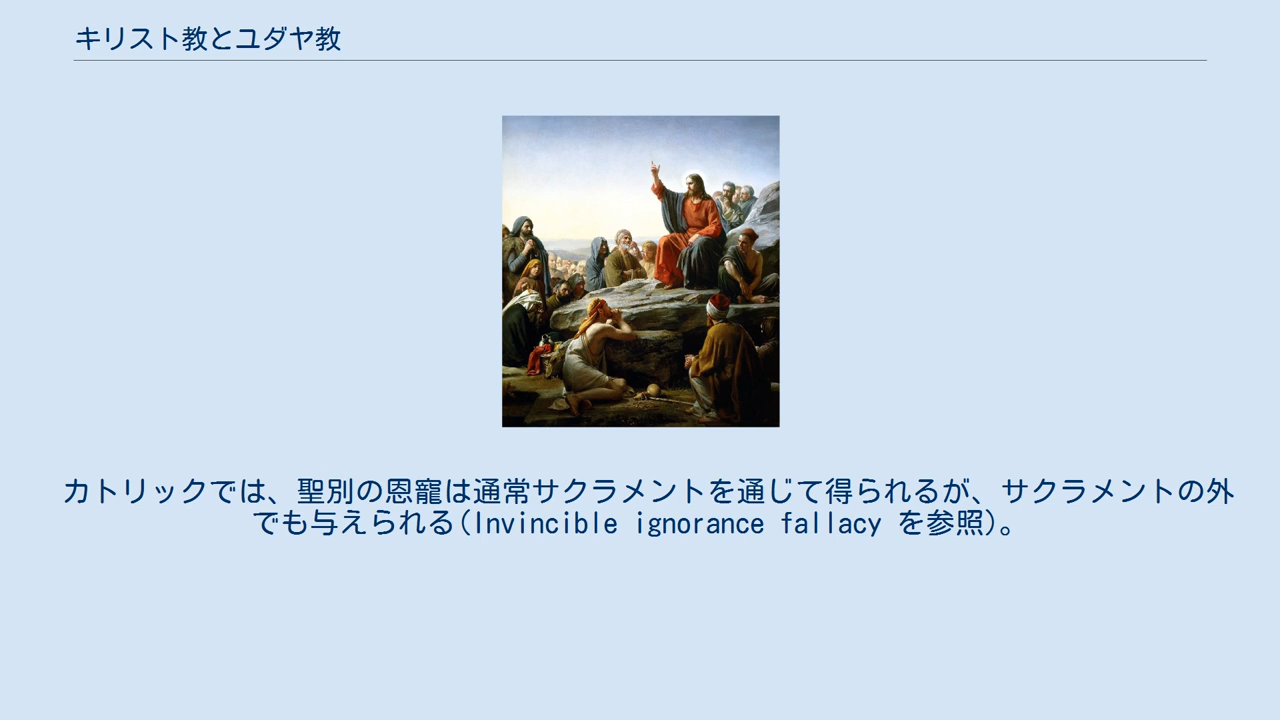 キリスト教とユダヤ教
カトリックでは、聖別の恩寵は通常サクラメントを通じて得られるが、サクラメントの外
でも与えられる(Invincible ignorance fallacy を参照)。